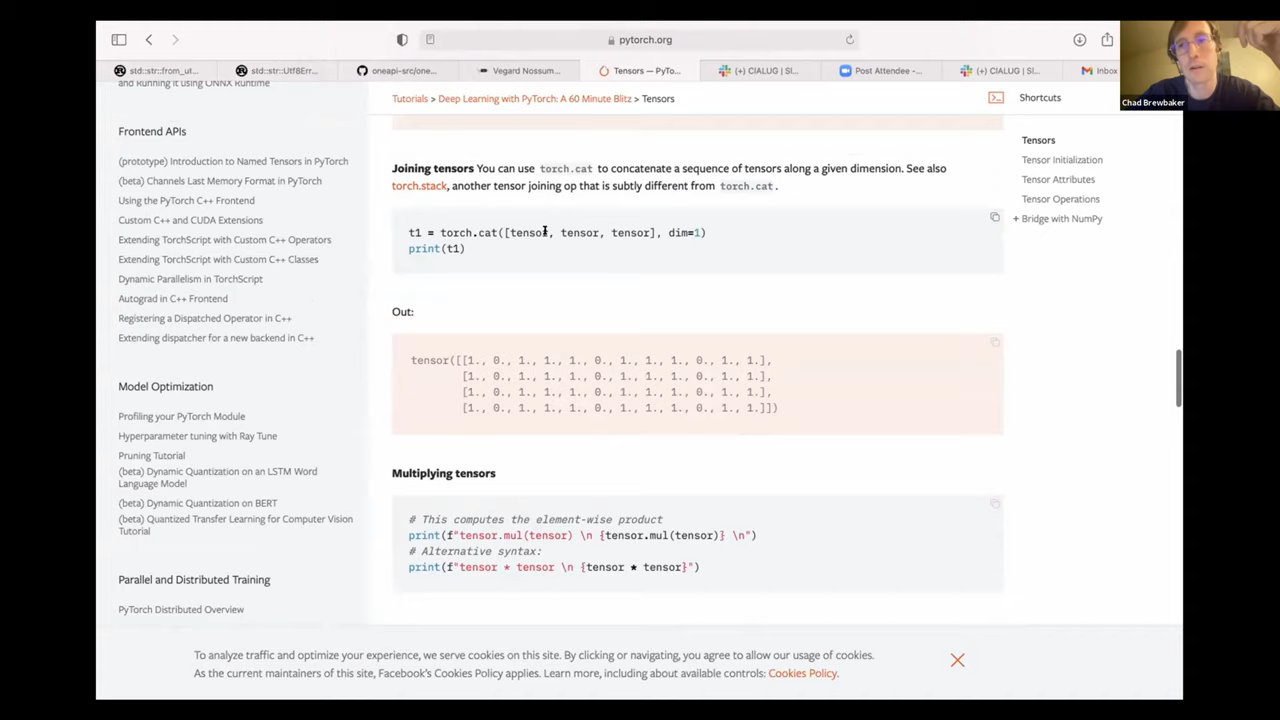 pytorch.org
std::str::from_ut...
std::str::Utf8Err...
oneapi-src/one...
Vegard Nossum...
Tensors — PyTo...
(+) CIALUG | Sl...
Post Attendee -...
(+) CIALUG | Sl...
Inbox
Chad Brewbaker
and Running it using ONNX Runtime
Frontend APIs
(prototype) Introduction to Named Tensors in PyTorch
(beta) Channels Last Memory Format in PyTorch
Using the PyTorch C++ Frontend
Custom C++ and CUDA Extensions
Extending TorchScript with Custom C++ Operators
Extending TorchScript with Custom C++ Classes
Dynamic Parallelism in TorchScript
Autograd in C++ Frontend
Registering a Dispatched Operator in C++
Extending dispatcher for a new backend in C++
Model Optimization
Profiling your PyTorch Module
Hyperparameter tuning with Ray Tune
Pruning Tutorial
(beta) Dynamic Quantization on an LSTM Word
Language Model
(beta) Dynamic Quantization on BERT
(beta) Quantized Transfer Learning for Computer Vision
Tutorial
Parallel and Distributed Training
PyTorch Distributed Overview
Tutorials > Deep Learning with PyTorch: A 60 Minute Blitz > Tensors
Joining tensors You can use torch.cat to concatenate a sequence of tensors along a given dimension. See also
torch.stack, another tensor joining op that is subtly different from torch.cat.
t1 = torch.cat([tensor, tensor, tensor], dim=1)
print(t1)
Out:
tensor([[1., 0., 1., 1., 1., 0., 1., 1., 1., 0., 1., 1.],
[1., 0., 1., 1., 1., 0., 1., 1., 1., 0., 1., 1.],
[1., 0., 1., 1., 1., 0., 1., 1., 1., 0., 1., 1.],
[1., 0., 1., 1., 1., 0., 1., 1., 1., 0., 1., 1.]])
Multiplying tensors
# This computes the element-wise product
print(f"tensor.mul(tensor) \n {tensor.mul(tensor)} \n")
# Alternative syntax:
print(f"tensor * tensor \n {tensor * tensor}")
Shortcuts
Tensors
Tensor Initialization
Tensor Attributes
Tensor Operations
+ Bridge with NumPy
To analyze traffic and optimize your experience, we serve cookies on this site. By clicking or navigating, you agree to allow our usage of cookies.
As the current maintainers of this site, Facebook's Cookies Policy applies. Learn more, including about available controls: Cookies Policy.